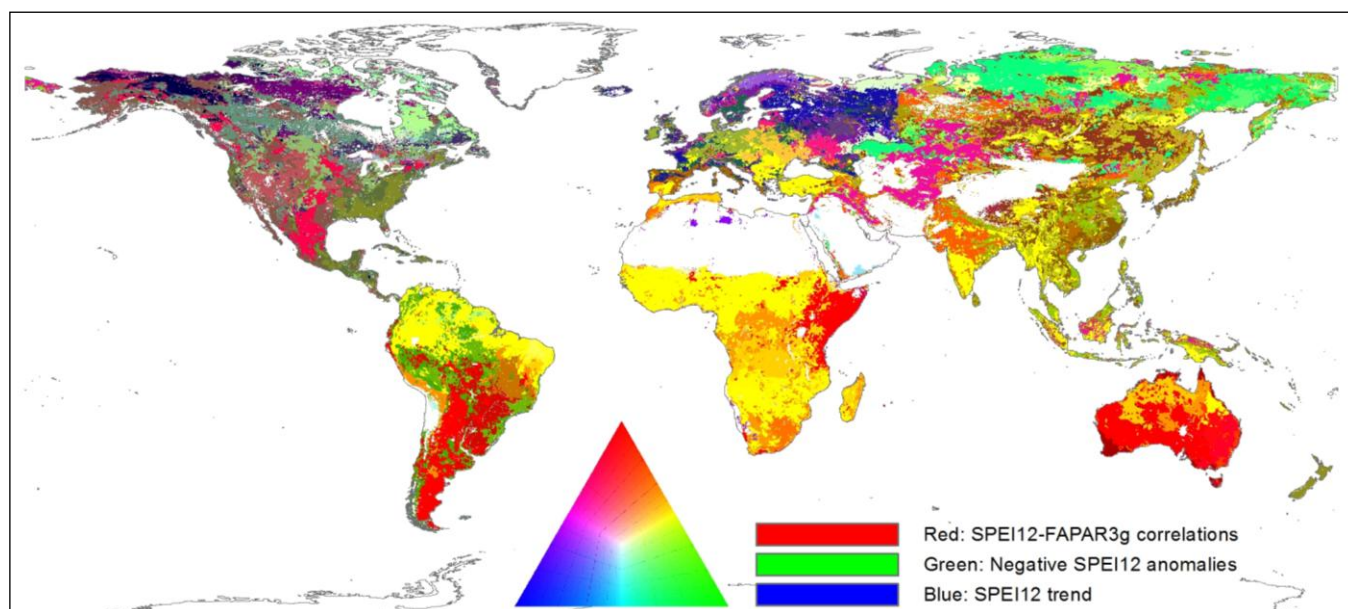 Red: SPEI12-FAPAR3g correlations
Green: Negative SPEI12 anomalies
Blue: SPEI12 trend